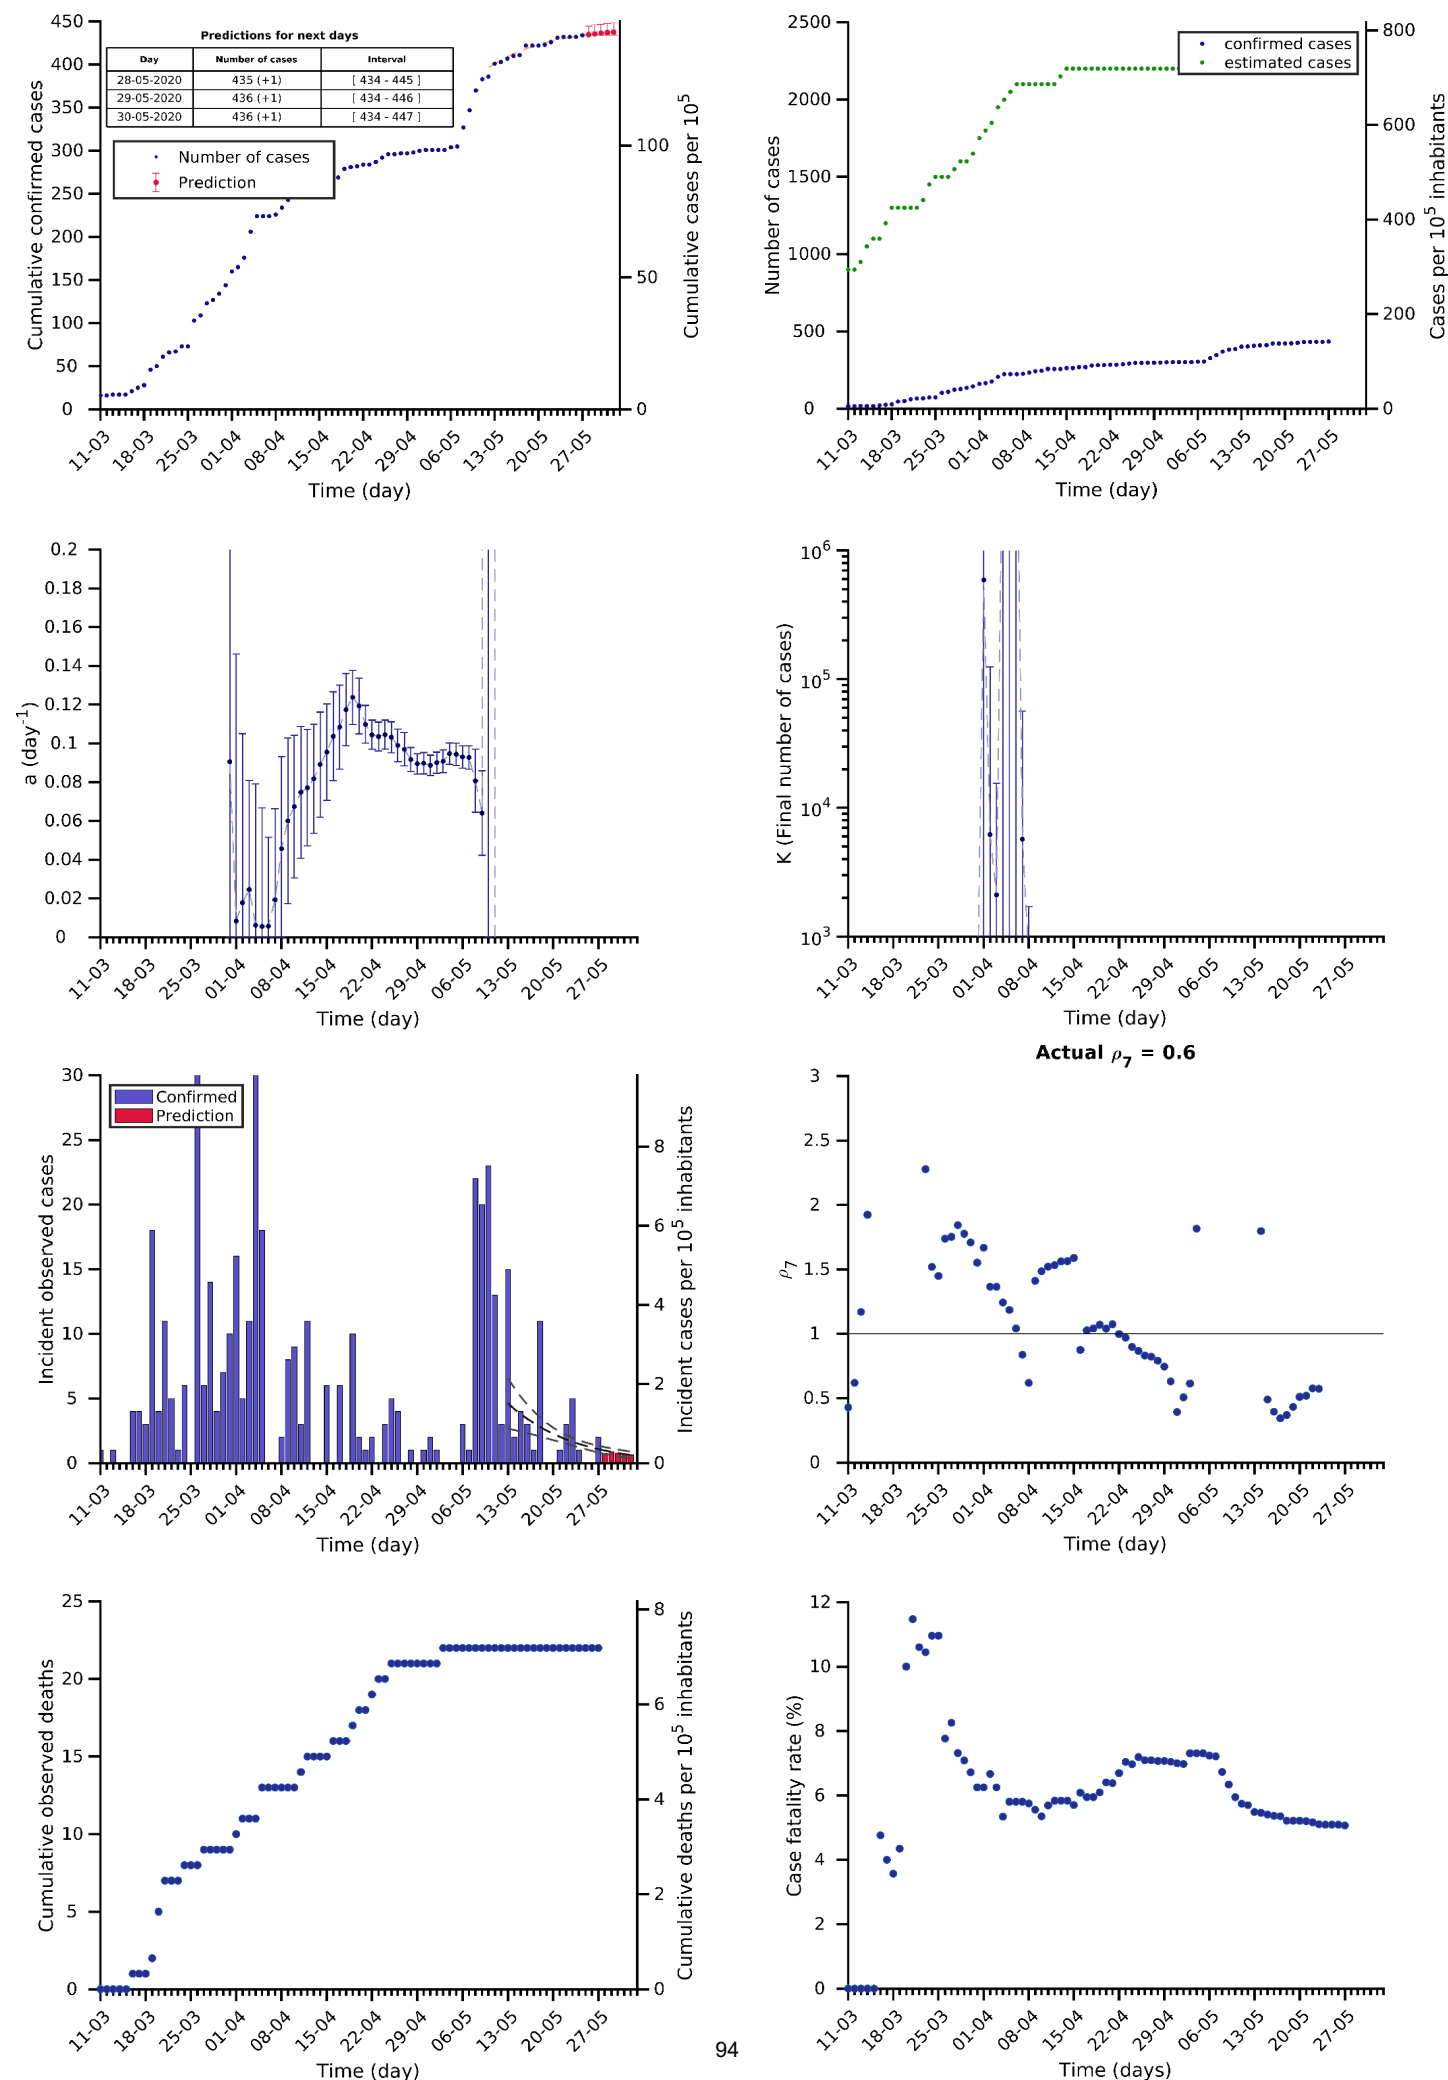 Predictions for next days
Day Number of cases Interval
28-05-2020 435 (+1) [ 434 - 445 ]
29-05-2020 436 (+1) [ 434 - 446 ]
30-05-2020 436 (+1) [ 434 - 447 ]
Number of cases
Prediction
Cumulative confirmed cases
450
400
350
300
250
200
150
100
50
0
Cumulative cases per 10^5
100
50
0
11-03 18-03 25-03 01-04 08-04 15-04 22-04 29-04 06-05 13-05 20-05 27-05
Time (day)
confirmed cases
estimated cases
Number of cases
2500
2000
1500
1000
500
0
Cases per 10^5 inhabitants
800
600
400
200
0
11-03 18-03 25-03 01-04 08-04 15-04 22-04 29-04 06-05 13-05 20-05 27-05
Time (day)
a (day^-1)
0.2
0.18
0.16
0.14
0.12
0.1
0.08
0.06
0.04
0.02
0
11-03 18-03 25-03 01-04 08-04 15-04 22-04 29-04 06-05 13-05 20-05 27-05
Time (day)
K (Final number of cases)
10^6
10^5
10^4
10^3
11-03 18-03 25-03 01-04 08-04 15-04 22-04 29-04 06-05 13-05 20-05 27-05
Time (day)
Confirmed
Prediction
Incident observed cases
30
25
20
15
10
5
0
Incident cases per 10^5 inhabitants
8
6
4
2
0
11-03 18-03 25-03 01-04 08-04 15-04 22-04 29-04 06-05 13-05 20-05 27-05
Time (day)
Actual ρ7 = 0.6
ρ7
3
2.5
2
1.5
1
0.5
0
11-03 18-03 25-03 01-04 08-04 15-04 22-04 29-04 06-05 13-05 20-05 27-05
Time (day)
Cumulative observed deaths
25
20
15
10
5
0
Cumulative deaths per 10^5 inhabitants
8
6
4
2
0
11-03 18-03 25-03 01-04 08-04 15-04 22-04 29-04 06-05 13-05 20-05 27-05
Time (day)
Case fatality rate (%)
12
10
8
6
4
2
0
11-03 18-03 25-03 01-04 08-04 15-04 22-04 29-04 06-05 13-05 20-05 27-05
Time (days)
94